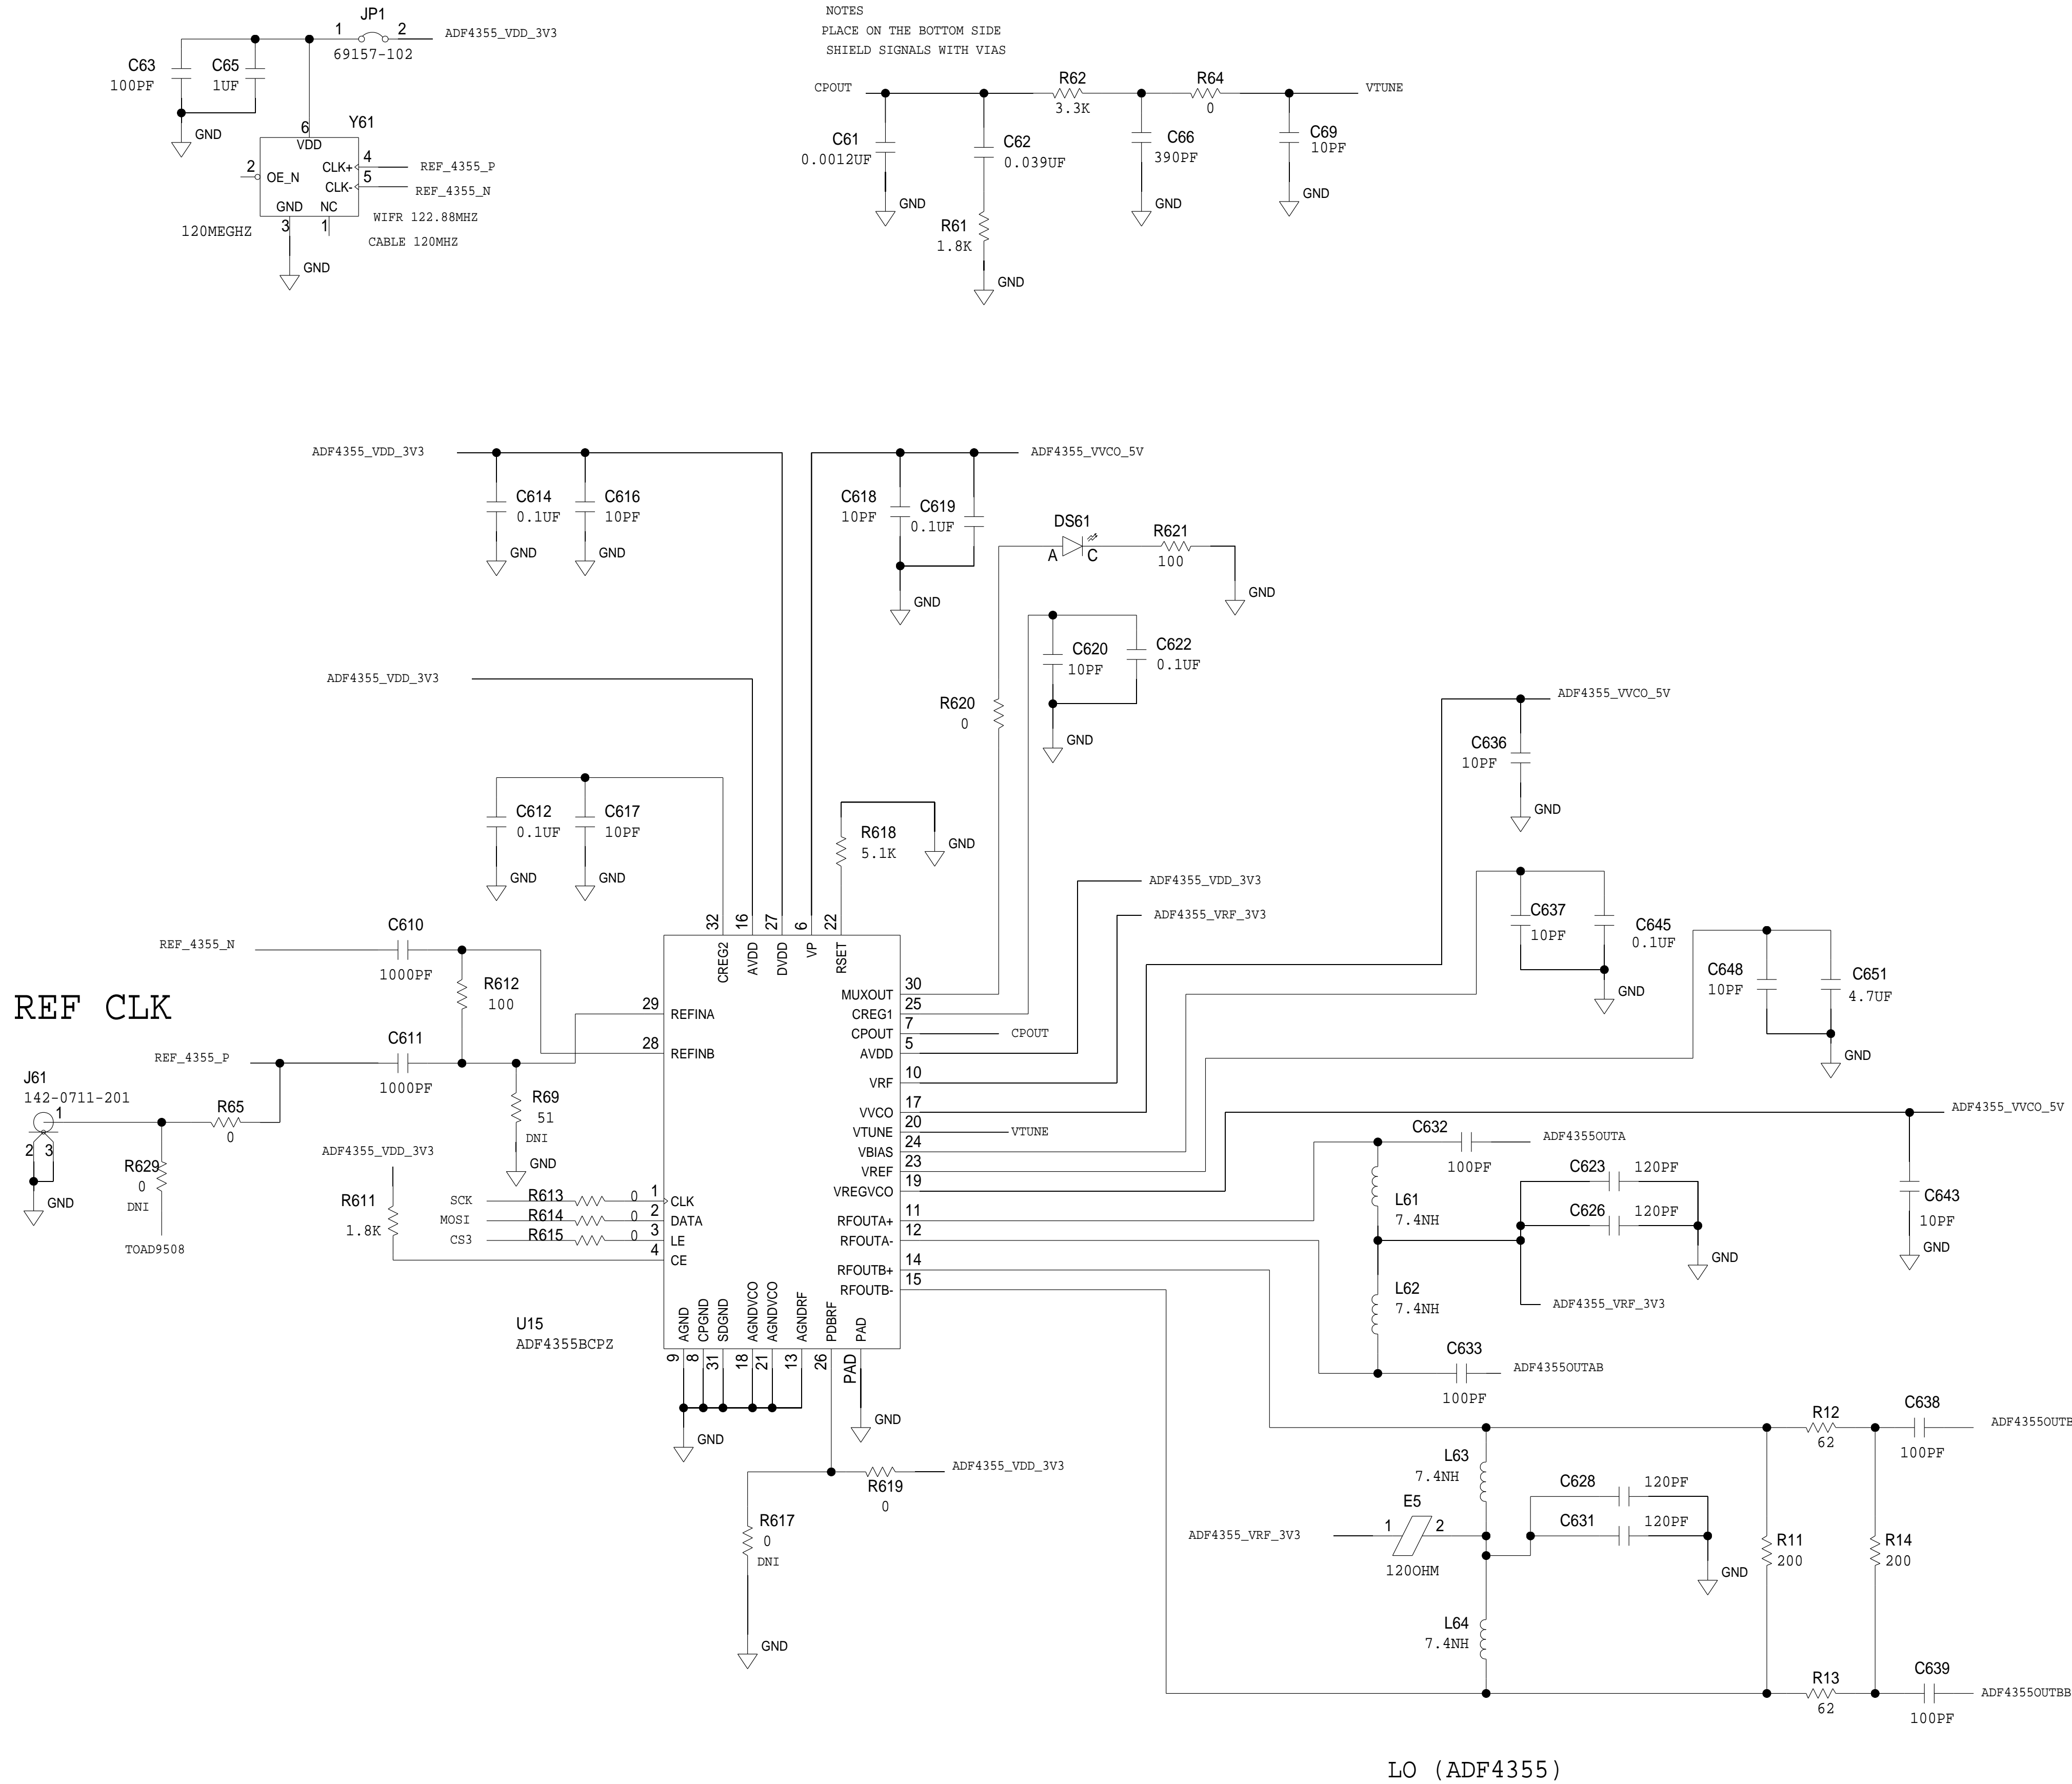 JP1
1 2 ADF4355_VDD_3V3
69157-102
C63 C65
100PF 1UF
GND
Y61
6
VDD
2 OE_N
CLK+ 4 REF_4355_P
CLK- 5 REF_4355_N
GND NC
3 1
WIFR 122.88MHZ
120MEGHZ
CABLE 120MHZ
GND
NOTES
PLACE ON THE BOTTOM SIDE
SHIELD SIGNALS WITH VIAS
CPOUT
R62
3.3K
R64
0
VTUNE
C61
0.0012UF
GND
C62
0.039UF
R61
1.8K
GND
C66
390PF
GND
C69
10PF
GND
ADF4355_VDD_3V3
C614
0.1UF
GND
C616
10PF
GND
ADF4355_VVCO_5V
C618
10PF
C619
0.1UF
GND
DS61
A C
R621
100
GND
C620
10PF
C622
0.1UF
GND
R620
0
ADF4355_VDD_3V3
C612
0.1UF
GND
C617
10PF
GND
R618
5.1K
GND
ADF4355_VDD_3V3
ADF4355_VRF_3V3
ADF4355_VVCO_5V
C636
10PF
GND
C637
10PF
C645
0.1UF
GND
C648
10PF
C651
4.7UF
GND
REF CLK
REF_4355_N
C610
1000PF
R612
100
REF_4355_P
C611
1000PF
J61
142-0711-201
1
2 3
GND
R65
0
R629
0
DNI
TOAD9508
R69
51
DNI
GND
ADF4355_VDD_3V3
R611
1.8K
SCK R613 0
MOSI R614 0
CS3 R615 0
32 16 27 6 22
CREG2 AVDD DVDD VP RSET
29 REFINA
28 REFINB
1 CLK
2 DATA
3 LE
4 CE
MUXOUT 30
CREG1 25
CPOUT 7 CPOUT
AVDD 5
VRF 10
VVCO 17
VTUNE 20 VTUNE
VBIAS 24
VREF 23
VREGVCO 19
RFOUTA+ 11
RFOUTA- 12
RFOUTB+ 14
RFOUTB- 15
AGND CPGND SDGND AGNDVCO AGNDVCO AGNDRF PDBRF PAD
9 8 31 18 21 13 26 PAD
U15
ADF4355BCPZ
GND
GND
R619
0
ADF4355_VDD_3V3
R617
0
DNI
GND
ADF4355_VVCO_5V
C643
10PF
GND
C632
100PF
ADF4355OUTA
L61
7.4NH
C623 120PF
C626 120PF
GND
L62
7.4NH
ADF4355_VRF_3V3
C633
100PF
ADF4355OUTAB
R12
62
C638
100PF
ADF4355OUTB
L63
7.4NH
C628 120PF
C631 120PF
GND
ADF4355_VRF_3V3
E5
1 2
120OHM
R11
200
R14
200
L64
7.4NH
R13
62
C639
100PF
ADF4355OUTBB
LO (ADF4355)